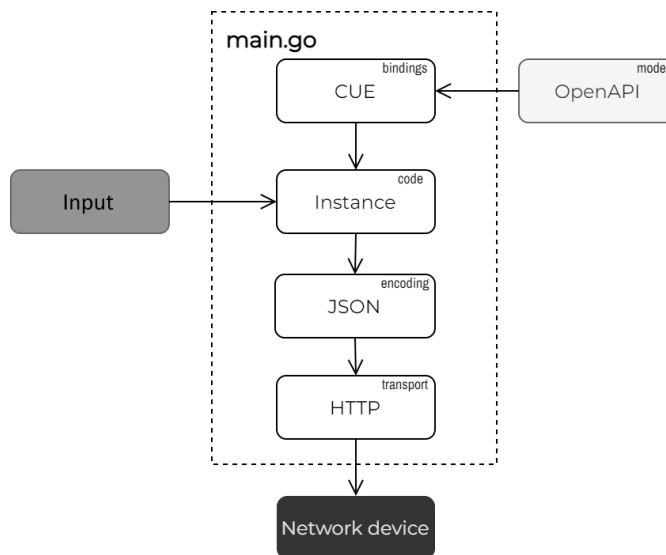 main.go
bindings
CUE
mode
OpenAPI
code
Instance
Input
encoding
JSON
transport
HTTP
Network device